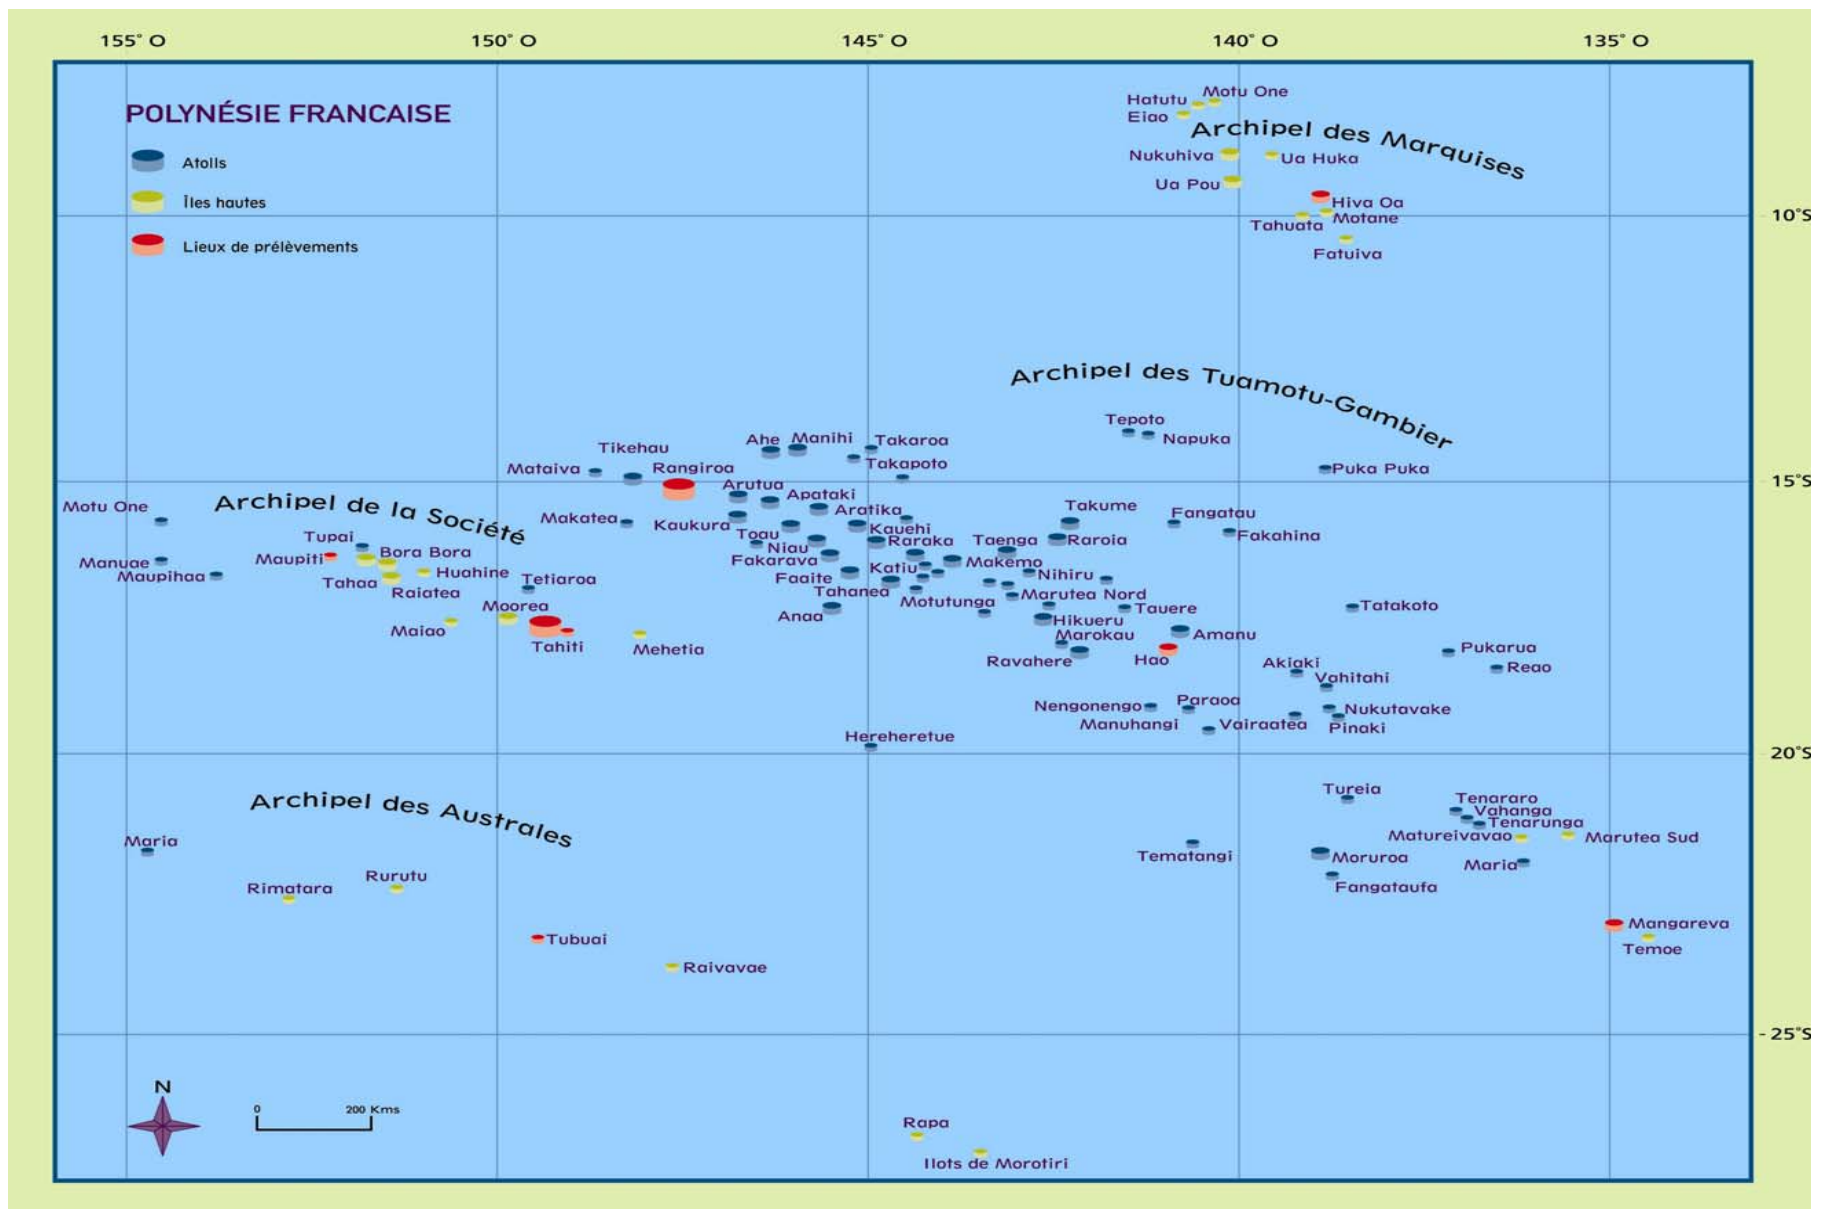 155° O
150° O
145° O
140° O
135° O
POLYNÉSIE FRANCAISE
Atolls
Îles hautes
Lieux de prélèvements
Hatutu
Motu One
Eiao
Archipel des Marquises
Nukuhiva
Ua Huka
Ua Pou
Hiva Oa
Motane
Tahuata
10°S
Fatuiva
Archipel des Tuamotu-Gambier
Tepoto
Napuka
Ahe
Manihi
Takaroa
Tikehau
Takapoto
Mataiva
Rangiroa
Puka Puka
15°S
Arutua
Apataki
Archipel de la Société
Motu One
Aratika
Takume
Fangatau
Makatea
Kaukura
Kauehi
Toau
Fakahina
Tupai
Niau
Raraka
Taenga
Raroia
Maupiti
Bora Bora
Manuae
Fakarava
Makemo
Maupihaa
Huahine
Katiu
Nihiru
Tahaa
Tetiaroa
Faaite
Raiatea
Tahanea
Marutea Nord
Moorea
Motutunga
Tauere
Tatakoto
Anaa
Hikueru
Maiao
Marokau
Amanu
Tahiti
Mehetia
Pukarua
Ravahere
Hao
Akiaki
Reao
Vahitahi
Nengonengo
Paraoa
Nukutavake
Manuhangi
Vairaatea
Pinaki
Hereheretue
20°S
Tureia
Archipel des Australes
Tenararo
Vahanga
Tenarunga
Matureivavao
Marutea Sud
Maria
Tematangi
Moruroa
Maria
Rurutu
Rimatara
Fangataufa
Mangareva
Tubuai
Temoe
Raivavae
25°S
N
0
200 Kms
Rapa
Ilots de Morotiri